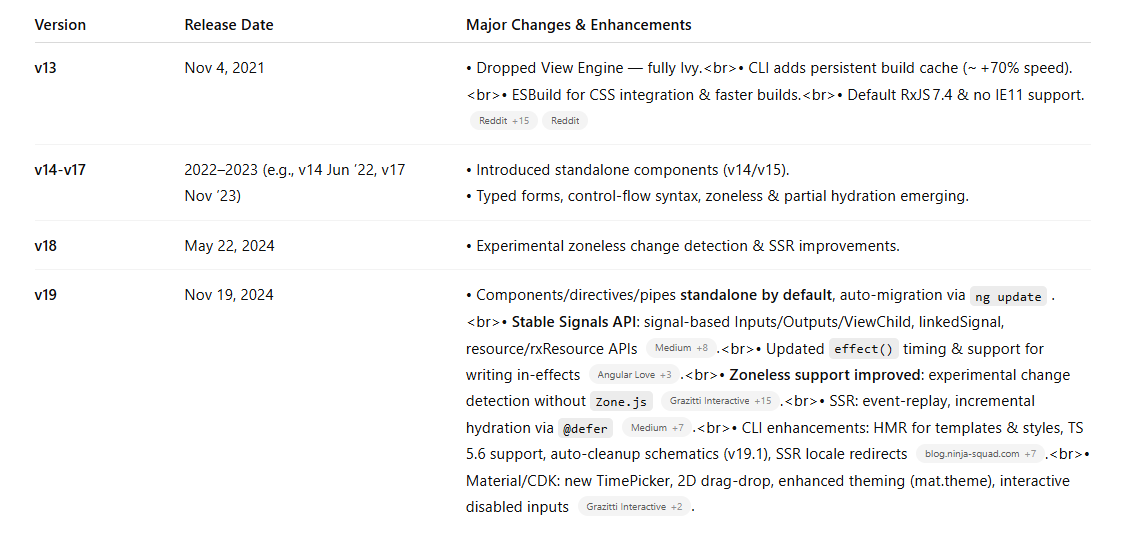 Version Release Date Major Changes & Enhancements
v13 Nov 4, 2021 • Dropped View Engine — fully Ivy.<br>• CLI adds persistent build cache (~ +70% speed).
<br>• ESBuild for CSS integration & faster builds.<br>• Default RxJS 7.4 & no IE11 support.
Reddit +15 Reddit
v14-v17 2022–2023 (e.g., v14 Jun ’22, v17 • Introduced standalone components (v14/v15).
Nov ’23) • Typed forms, control-flow syntax, zoneless & partial hydration emerging.
v18 May 22, 2024 • Experimental zoneless change detection & SSR improvements.
v19 Nov 19, 2024 • Components/directives/pipes standalone by default, auto-migration via ng update .
<br>• Stable Signals API: signal-based Inputs/Outputs/ViewChild, linkedSignal,
resource/rxResource APIs Medium +8 .<br>• Updated effect() timing & support for
writing in-effects Angular Love +3 .<br>• Zoneless support improved: experimental change
detection without Zone.js Grazitti Interactive +15 .<br>• SSR: event-replay, incremental
hydration via @defer Medium +7 .<br>• CLI enhancements: HMR for templates & styles, TS
5.6 support, auto-cleanup schematics (v19.1), SSR locale redirects blog.ninja-squad.com +7 .<br>•
Material/CDK: new TimePicker, 2D drag-drop, enhanced theming (mat.theme), interactive
disabled inputs Grazitti Interactive +2 .